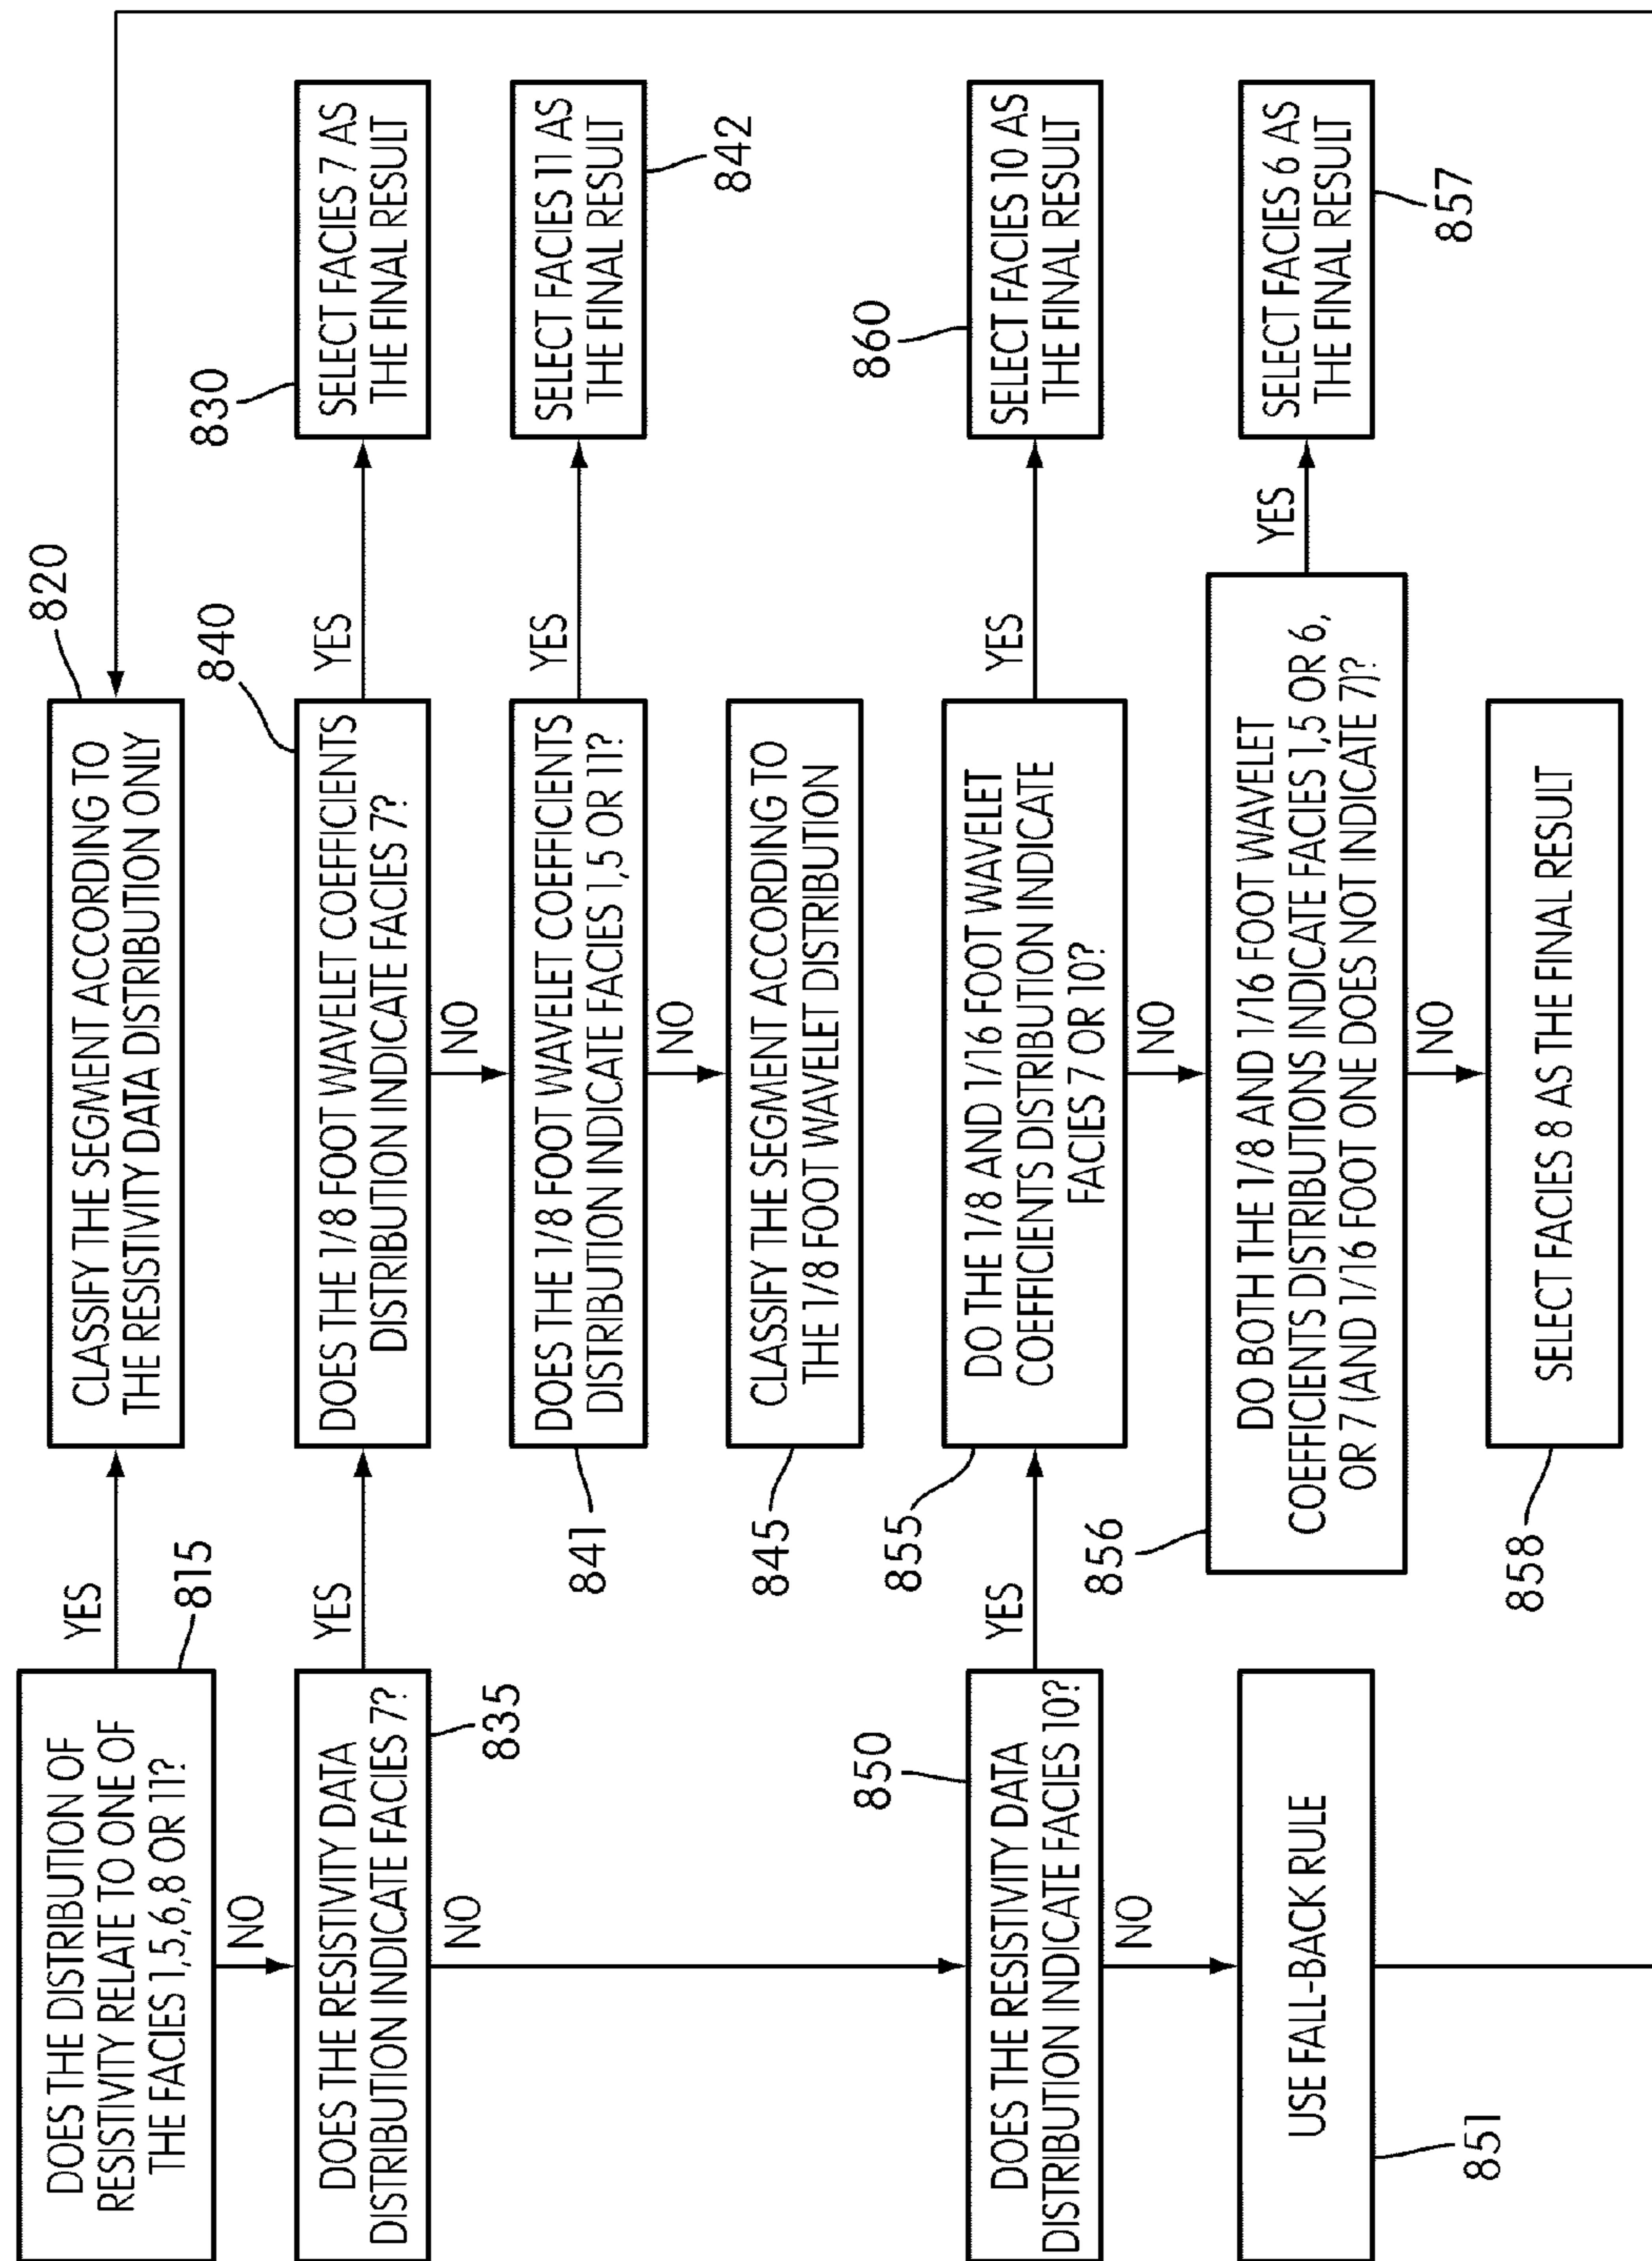 DOES THE DISTRIBUTION OF
RESISTIVITY RELATE TO ONE OF
THE FACIES 1,5,6,8 OR 11?
815
YES
CLASSIFY THE SEGMENT ACCORDING TO
THE RESISTIVITY DATA DISTRIBUTION ONLY
820
NO
DOES THE RESISTIVITY DATA
DISTRIBUTION INDICATE FACIES 7?
835
YES
DOES THE 1/8 FOOT WAVELET COEFFICIENTS
DISTRIBUTION INDICATE FACIES 7?
840
YES
SELECT FACIES 7 AS
THE FINAL RESULT
830
NO
NO
DOES THE 1/8 FOOT WAVELET COEFFICIENTS
DISTRIBUTION INDICATE FACIES 1,5 OR 11?
841
YES
SELECT FACIES 11 AS
THE FINAL RESULT
842
NO
CLASSIFY THE SEGMENT ACCORDING TO
THE 1/8 FOOT WAVELET DISTRIBUTION
845
DOES THE RESISTIVITY DATA
DISTRIBUTION INDICATE FACIES 10?
850
YES
DO THE 1/8 AND 1/16 FOOT WAVELET
COEFFICIENTS DISTRIBUTION INDICATE
FACIES 7 OR 10?
855
YES
SELECT FACIES 10 AS
THE FINAL RESULT
860
NO
NO
USE FALL-BACK RULE
851
DO BOTH THE 1/8 AND 1/16 FOOT WAVELET
COEFFICIENTS DISTRIBUTIONS INDICATE FACIES 1,5 OR 6,
OR 7 (AND 1/16 FOOT ONE DOES NOT INDICATE 7)?
856
YES
SELECT FACIES 6 AS
THE FINAL RESULT
857
NO
SELECT FACIES 8 AS THE FINAL RESULT
858